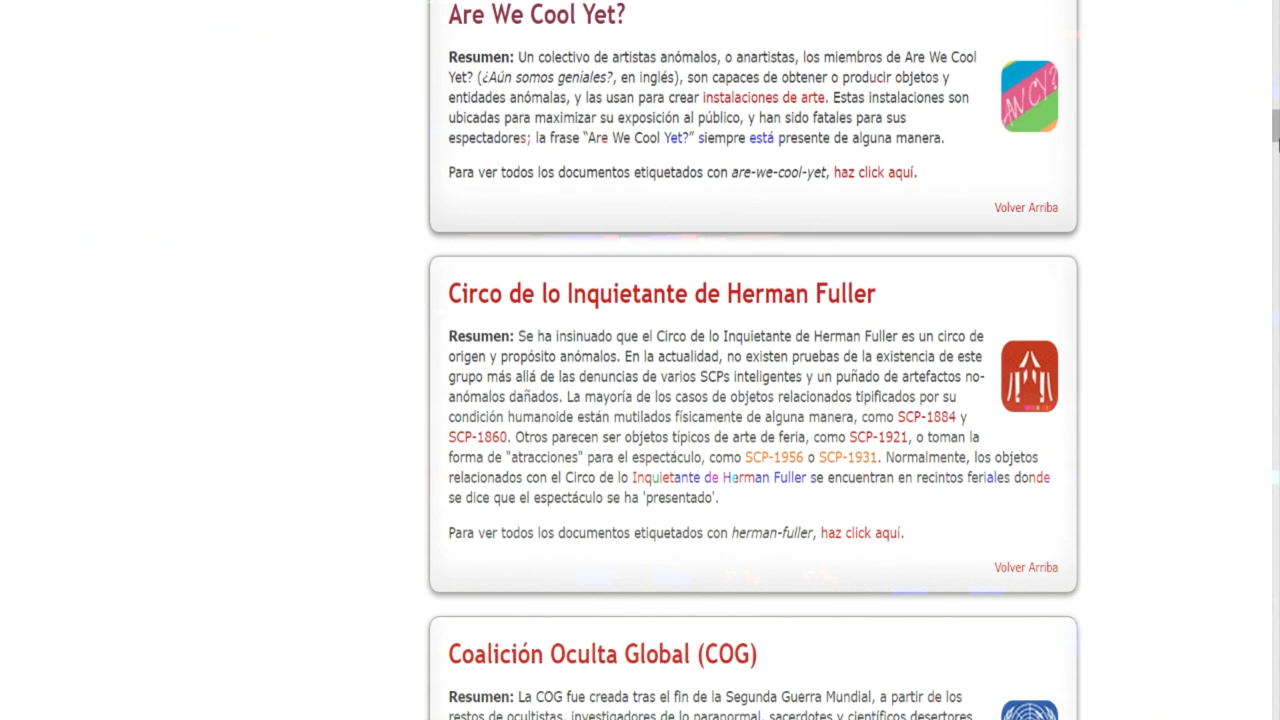 Are We Cool Yet?
Resumen: Un colectivo de artistas anómalos, o anartistas, los miembros de Are We Cool
Yet? (¿Aún somos geniales?, en inglés), son capaces de obtener o producir objetos y
entidades anómalas, y las usan para crear instalaciones de arte. Estas instalaciones son
ubicadas para maximizar su exposición al público, y han sido fatales para sus
espectadores; la frase “Are We Cool Yet?” siempre está presente de alguna manera.
AWCY?
Para ver todos los documentos etiquetados con are-we-cool-yet, haz click aquí.
Volver Arriba
Circo de lo Inquietante de Herman Fuller
Resumen: Se ha insinuado que el Circo de lo Inquietante de Herman Fuller es un circo de
origen y propósito anómalos. En la actualidad, no existen pruebas de la existencia de este
grupo más allá de las denuncias de varios SCPs inteligentes y un puñado de artefactos no-
anómalos dañados. La mayoría de los casos de objetos relacionados tipificados por su
condición humanoide están mutilados físicamente de alguna manera, como SCP-1884 y
SCP-1860. Otros parecen ser objetos típicos de arte de feria, como SCP-1921, o toman la
forma de "atracciones" para el espectáculo, como SCP-1956 o SCP-1931. Normalmente, los objetos
relacionados con el Circo de lo Inquietante de Herman Fuller se encuentran en recintos feriales donde
se dice que el espectáculo se ha 'presentado'.
Para ver todos los documentos etiquetados con herman-fuller, haz click aquí.
Volver Arriba
Coalición Oculta Global (COG)
Resumen: La COG fue creada tras el fin de la Segunda Guerra Mundial, a partir de los
restos de ocultistas, investigadores de lo paranormal, sacerdotes y científicos desertores